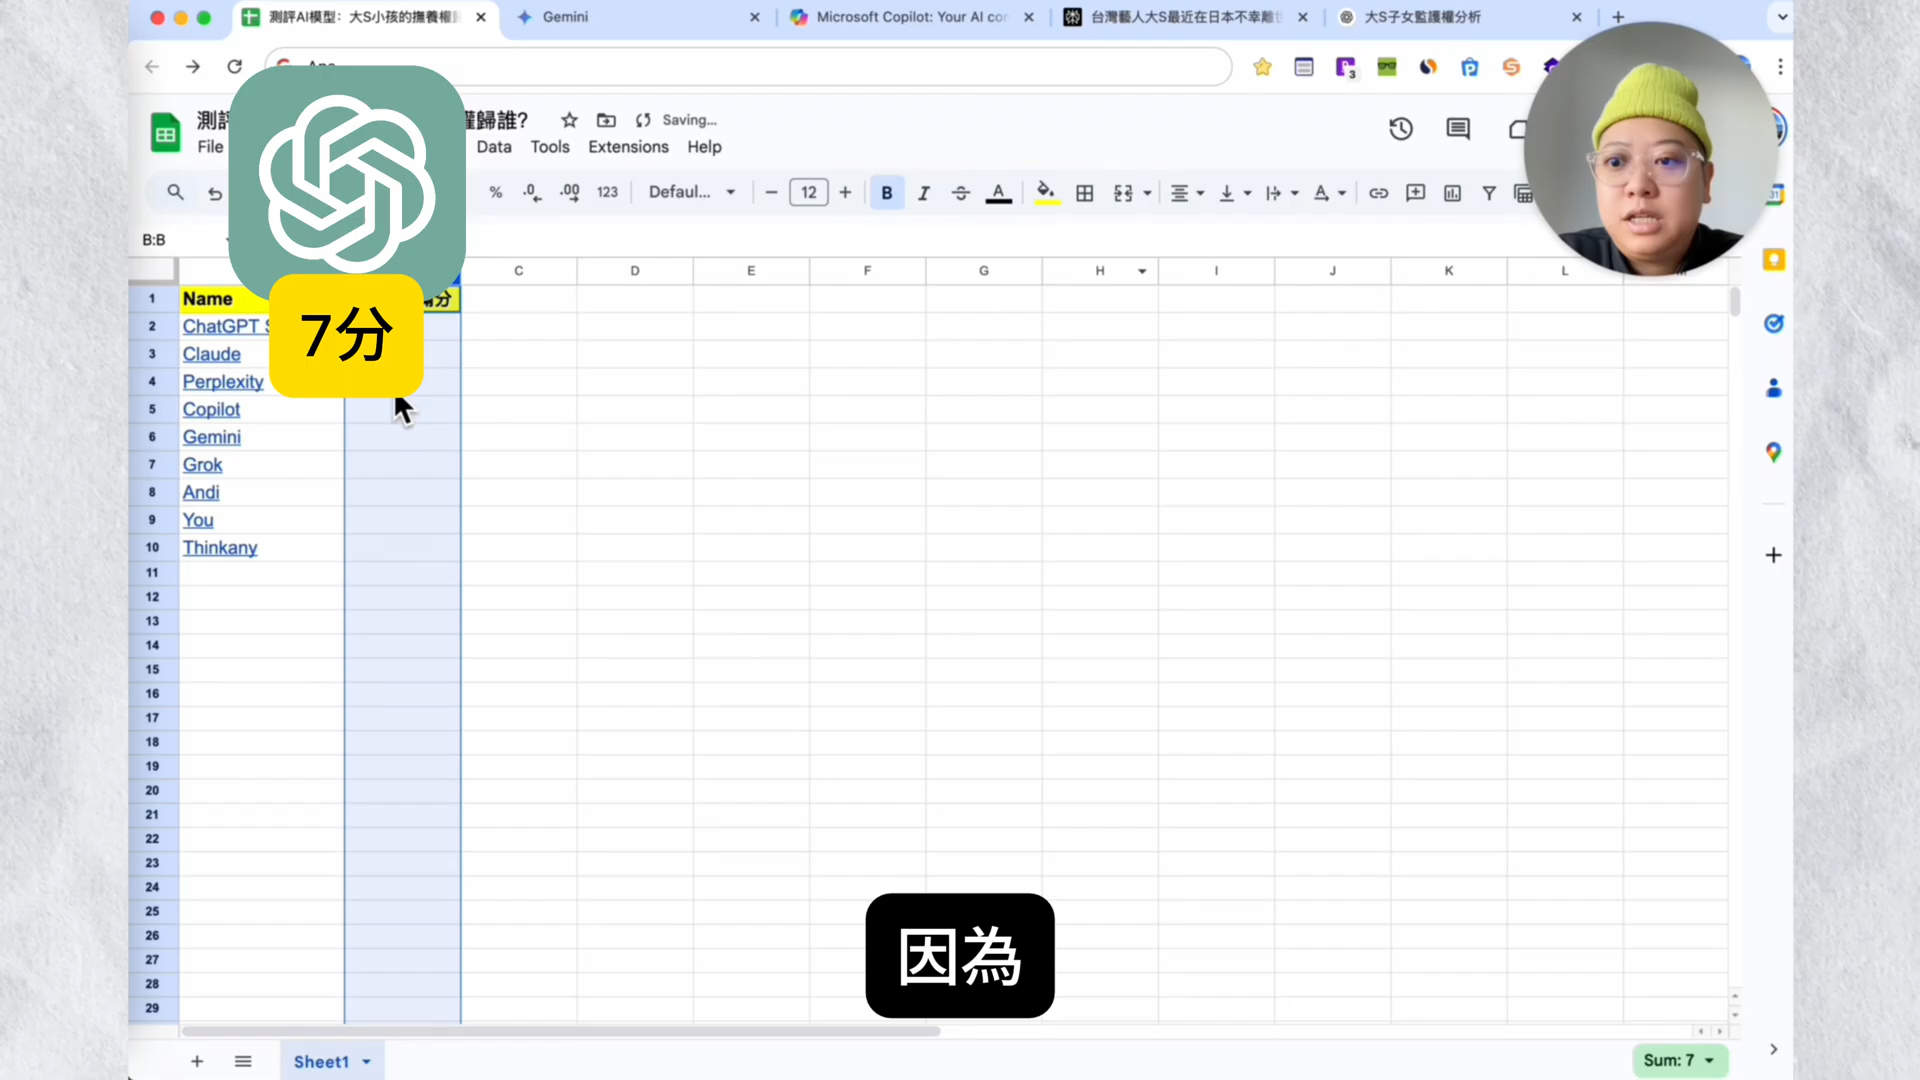 測評AI模型：大S小孩的撫養權
Gemini
Microsoft Copilot: Your AI co
台灣藝人大S最近在日本不幸離
大S子女監護權分析
測
權歸誰?
Saving...
File
Data
Tools
Extensions
Help
%
.0
.00
123
Defaul...
12
B
I
A
B:B
C
D
E
F
G
H
I
J
K
L
1
Name
分
7分
2
ChatGPT S
3
Claude
4
Perplexity
5
Copilot
6
Gemini
7
Grok
8
Andi
9
You
10
Thinkany
11
12
13
14
15
16
17
18
19
20
21
22
23
24
25
26
27
28
29
因為
Sheet1
Sum: 7